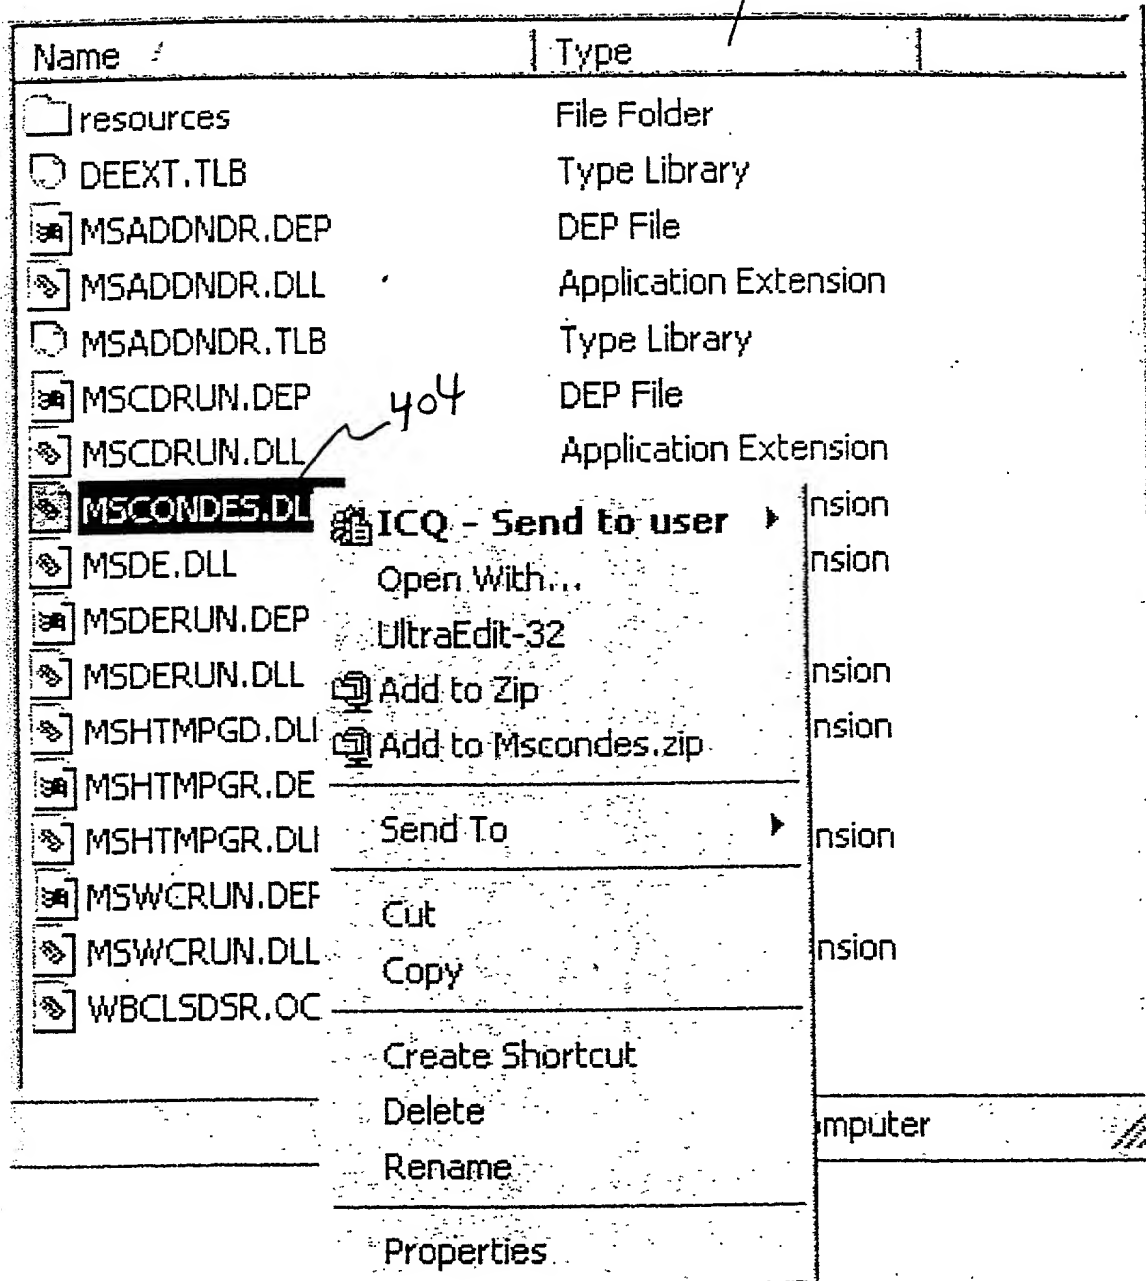 Name Type
resources File Folder
DEEXT.TLB Type Library
MSADDNDR.DEP DEP File
MSADDNDR.DLL Application Extension
MSADDNDR.TLB Type Library
MSCDRUN.DEP 404 DEP File
MSCDRUN.DLL Application Extension
MSCONDES.DL nsion
ICQ - Send to user
MSDE.DLL nsion
Open With...
MSDERUN.DEP
UltraEdit-32
MSDERUN.DLL nsion
Add to Zip
MSHTMPGD.DLL nsion
Add to Mscondes.zip
MSHTMPGR.DE
MSHTMPGR.DLL nsion
Send To
MSWCRUN.DEP
Cut
MSWCRUN.DLL nsion
Copy
WBCLSDSR.OC
Create Shortcut
Delete
mputer
Rename
Properties